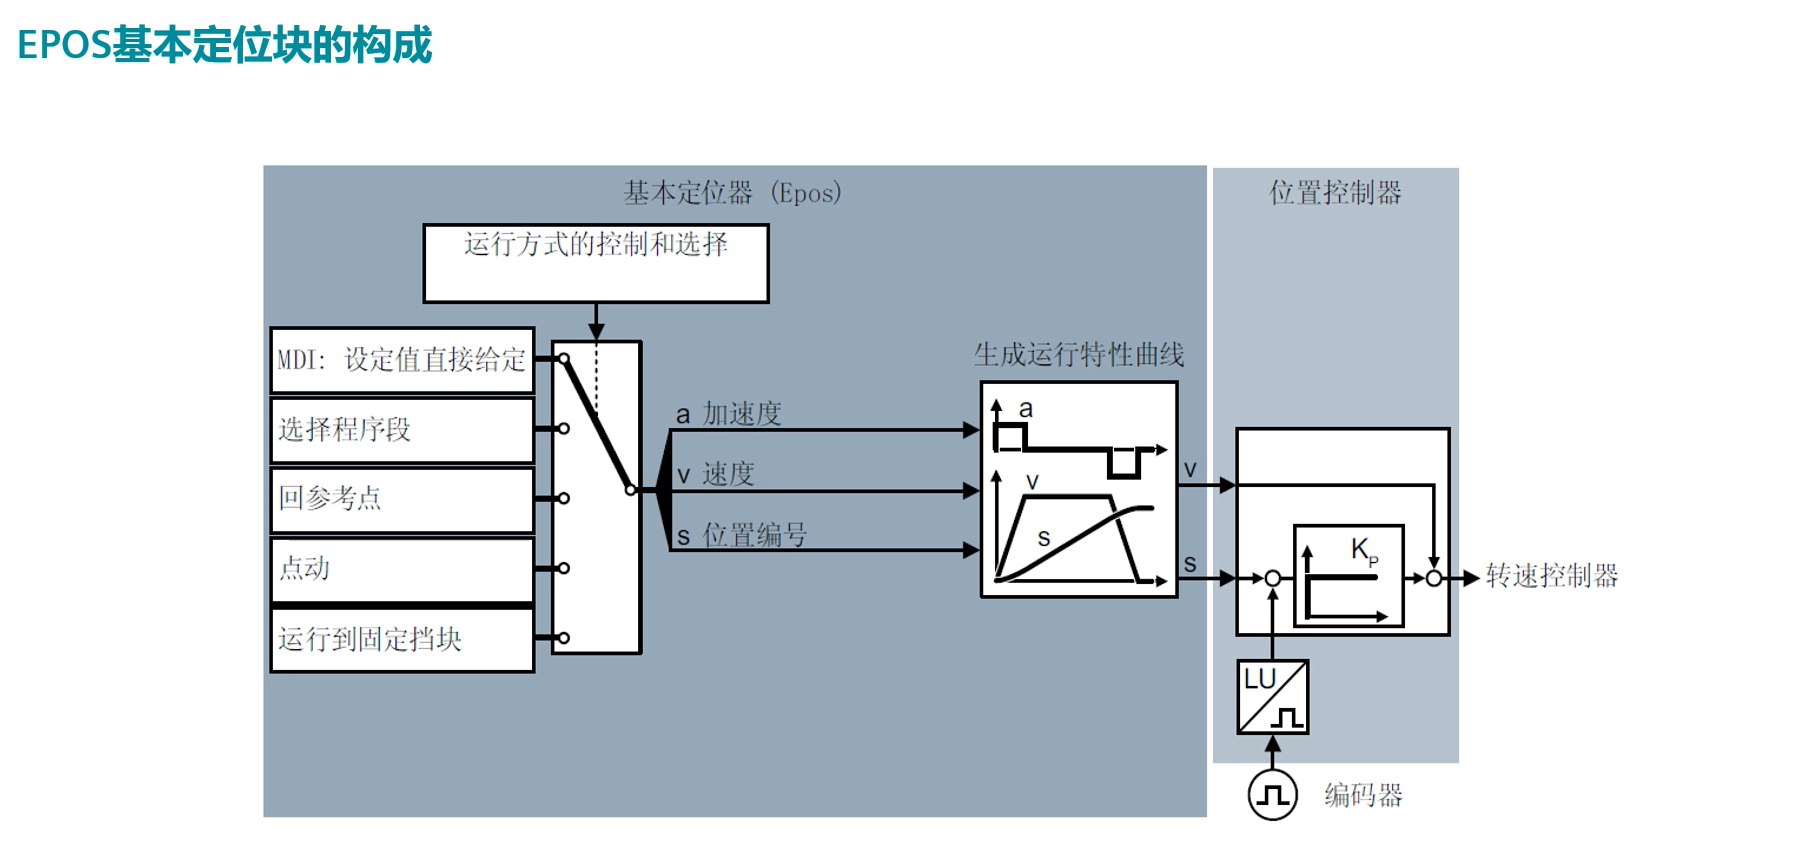 EPOS基本定位块的构成
基本定位器 (Epos)
位置控制器
运行方式的控制和选择
MDI: 设定值直接给定
选择程序段
回参考点
点动
运行到固定挡块
a 加速度
v 速度
s 位置编号
生成运行特性曲线
a
v
s
v
s
KP
转速控制器
LU
编码器